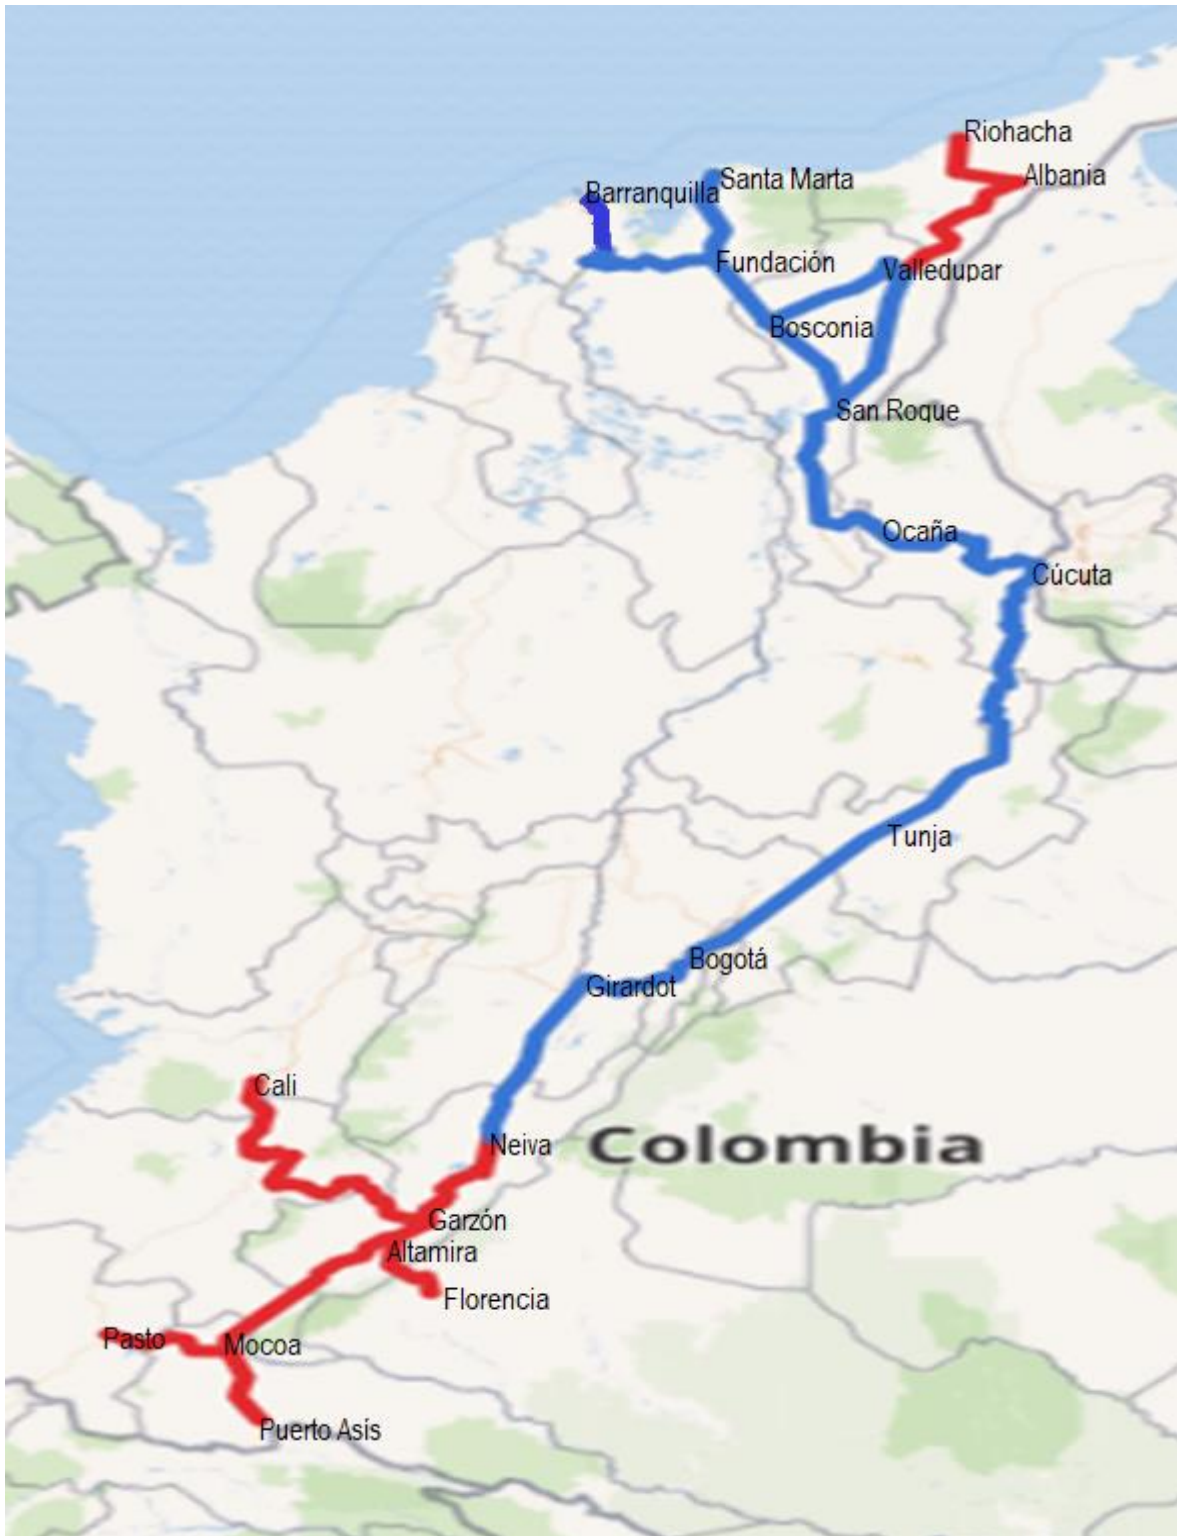 Riohacha
Albania
Santa Marta
Barranquilla
Fundación
Valledupar
Bosconia
San Roque
Ocaña
Cúcuta
Tunja
Bogotá
Girardot
Cali
Neiva
Colombia
Garzón
Altamira
Florencia
Pasto
Mocoa
Puerto Asís